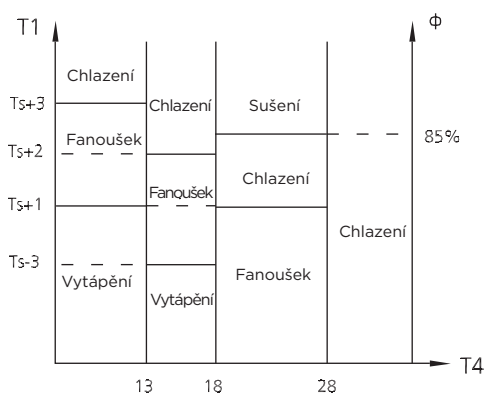 T1
ϕ
Chlazení
Ts+3
Chlazení
Sušení
Fanoušek
85%
Ts+2
Chlazení
Fanoušek
Ts+1
Chlazení
Ts-3
Fanoušek
Vytápění
Vytápění
T4
13
18
28